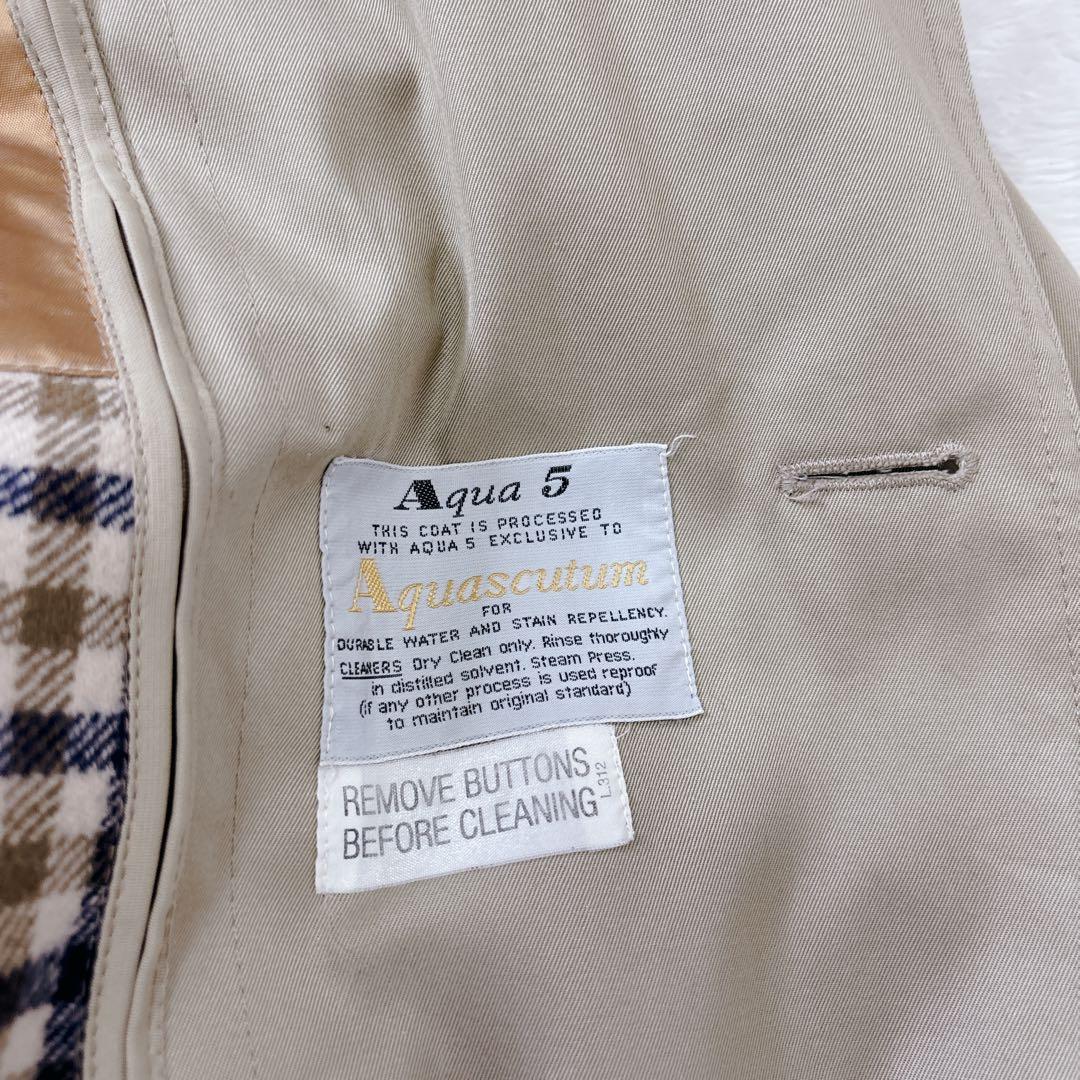 Aqua 5
THIS COAT IS PROCESSED
WITH AQUA 5 EXCLUSIVE TO
Aquascutum
FOR
DURABLE WATER AND STAIN REPELLENCY.
CLEANERS Dry Clean only. Rinse thoroughly
in distilled solvent. Steam Press.
(if any other process is used reproof
to maintain original standard)
REMOVE BUTTONS
BEFORE CLEANING
L312